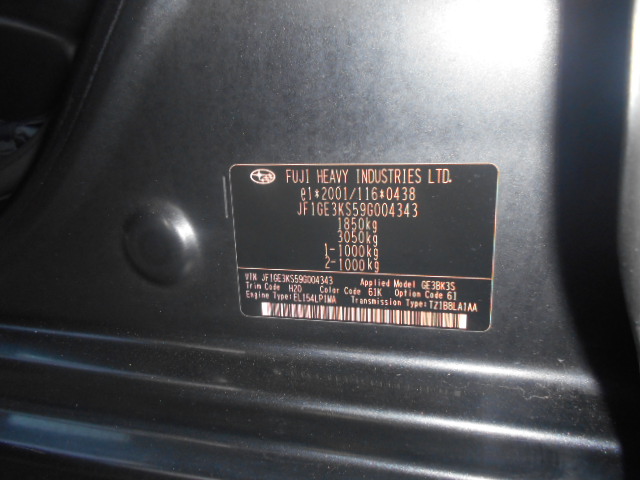 FUJI HEAVY INDUSTRIES LTD.
e1*2001/116*0438
JF1GE3KS59G004343
1850kg
3050kg
1-1000kg
2-1000kg
VIN JF1GE3KS59G004343 Applied Model GE3BK3S
Trim Code H20 Color Code 61K Option Code 61
Engine Type:EL154LP1WA Transmission Type:TZ1B8LA1AA